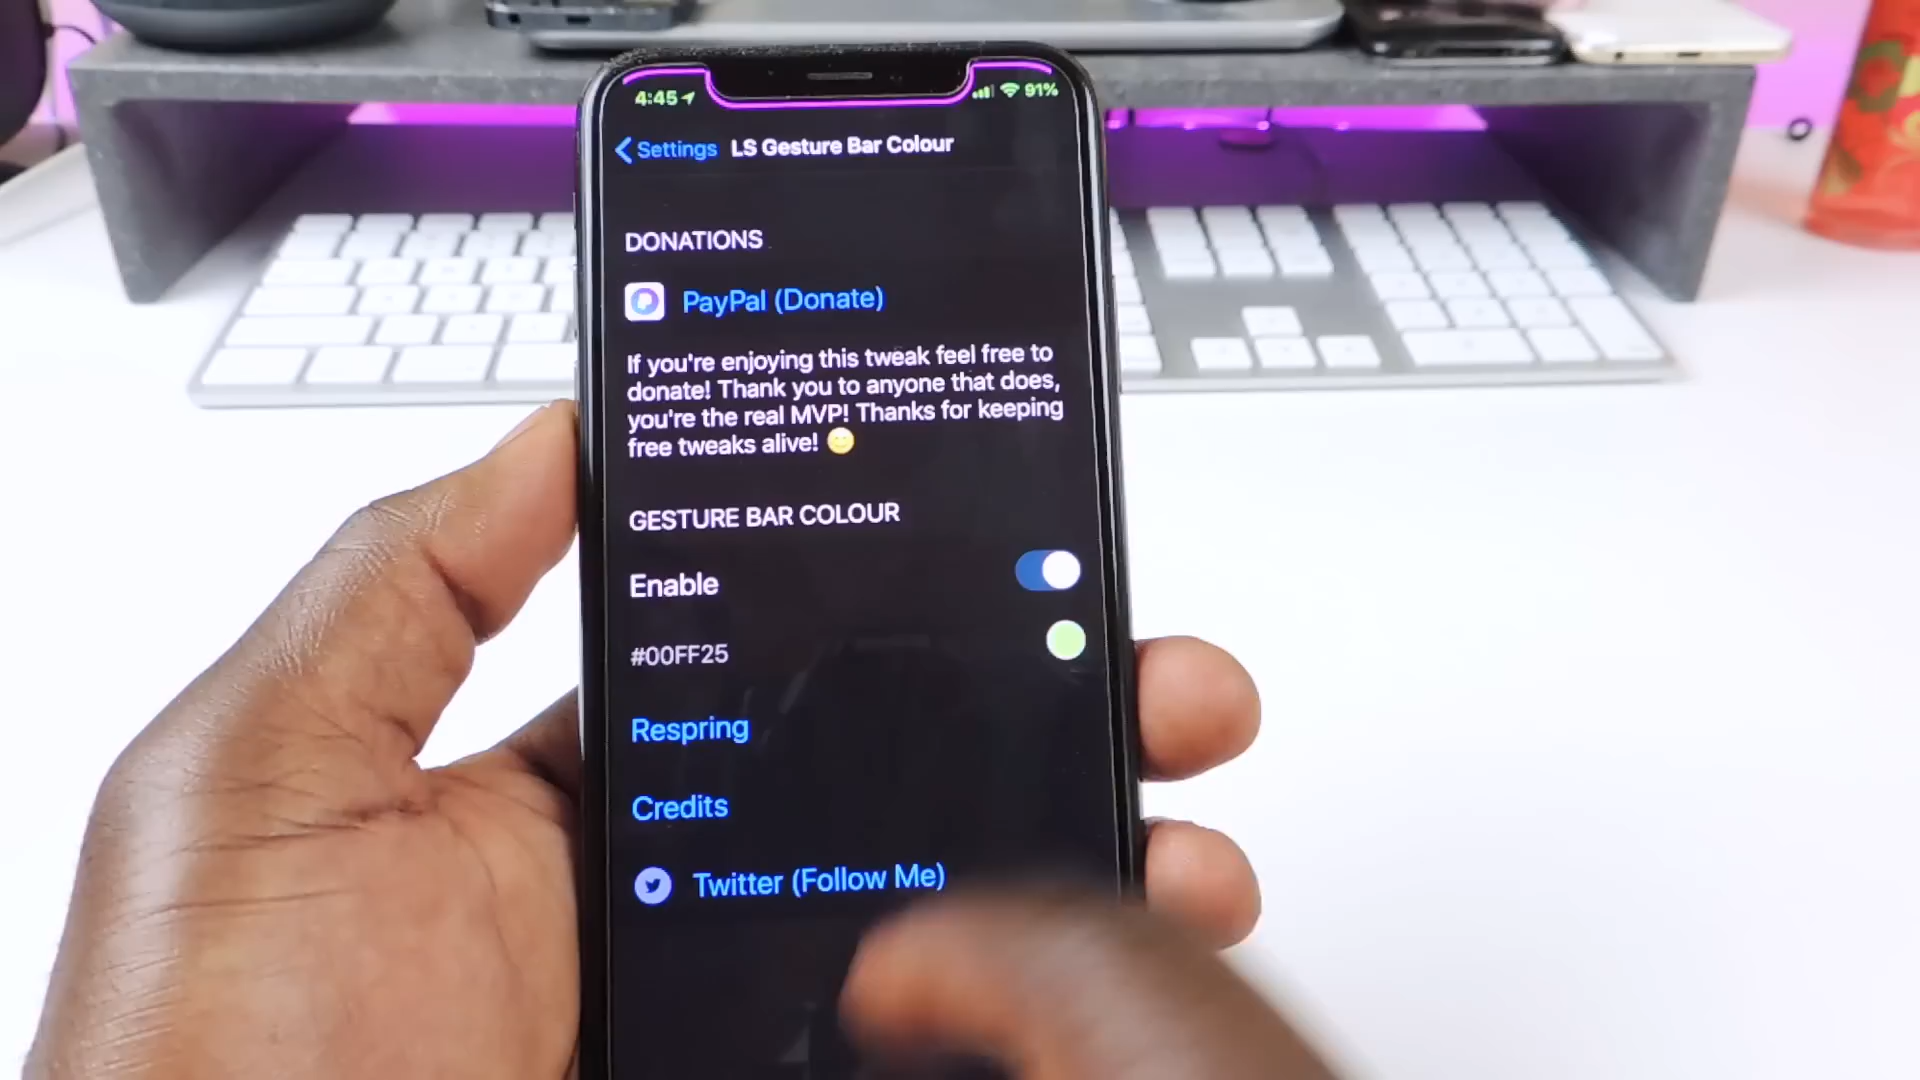 4:45
91%
Settings
LS Gesture Bar Colour
DONATIONS
PayPal (Donate)
If you're enjoying this tweak feel free to
donate! Thank you to anyone that does,
you're the real MVP! Thanks for keeping
free tweaks alive! 😊
GESTURE BAR COLOUR
Enable
#00FF25
Respring
Credits
Twitter (Follow Me)